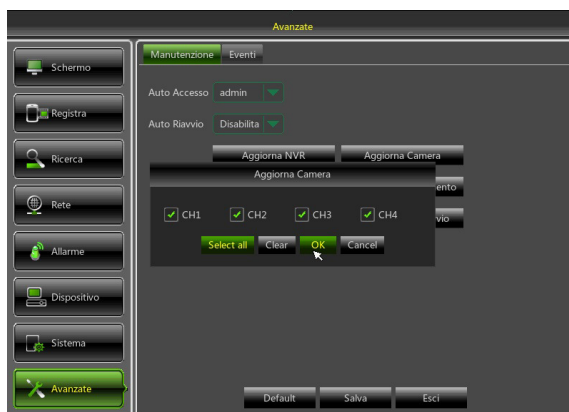 Avanzate
Manutenzione Eventi
Schermo
Auto Accesso admin
Registra
Auto Riavvio Disabilita
Ricerca
Aggiorna NVR Aggiorna Camera
Aggiorna Camera
ento
Rete
CH1 CH2 CH3 CH4
vio
Select all Clear OK Cancel
Allarme
Dispositivo
Sistema
Avanzate
Default Salva Esci